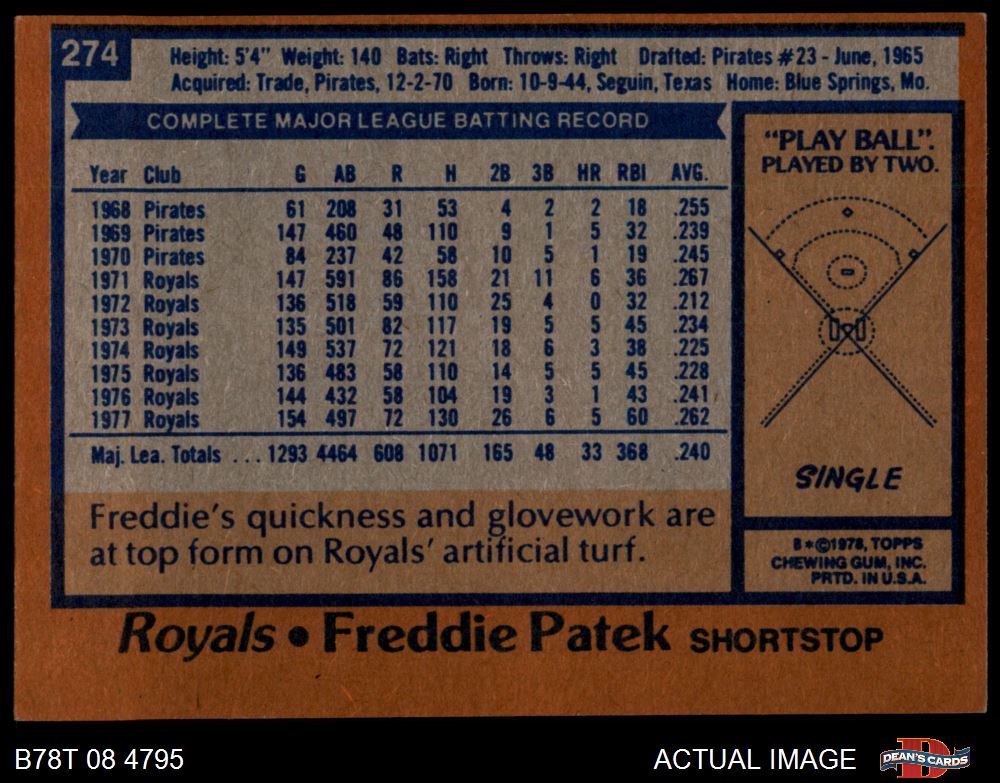 274
Height: 5'4" Weight: 140 Bats: Right Throws: Right Drafted: Pirates #23 - June, 1965
Acquired: Trade, Pirates, 12-2-70 Born: 10-9-44, Seguin, Texas Home: Blue Springs, Mo.
COMPLETE MAJOR LEAGUE BATTING RECORD
Year Club G AB R H 2B 3B HR RBI AVG.
1968 Pirates 61 208 31 53 4 2 2 18 .255
1969 Pirates 147 460 48 110 9 1 5 32 .239
1970 Pirates 84 237 42 58 10 5 1 19 .245
1971 Royals 147 591 86 158 21 11 6 36 .267
1972 Royals 136 518 59 110 25 4 0 32 .212
1973 Royals 135 501 82 117 19 5 5 45 .234
1974 Royals 149 537 72 121 18 6 3 38 .225
1975 Royals 136 483 58 110 14 5 5 45 .228
1976 Royals 144 432 58 104 19 3 1 43 .241
1977 Royals 154 497 72 130 26 6 5 60 .262
Maj. Lea. Totals ... 1293 4464 608 1071 165 48 33 368 .240
Freddie's quickness and glovework are
at top form on Royals' artificial turf.
"PLAY BALL".
PLAYED BY TWO.
SINGLE
B*©1978, TOPPS
CHEWING GUM, INC.
PRTD. IN U.S.A.
Royals • Freddie Patek SHORTSTOP
B78T 08 4795
ACTUAL IMAGE
DEAN'S CARDS